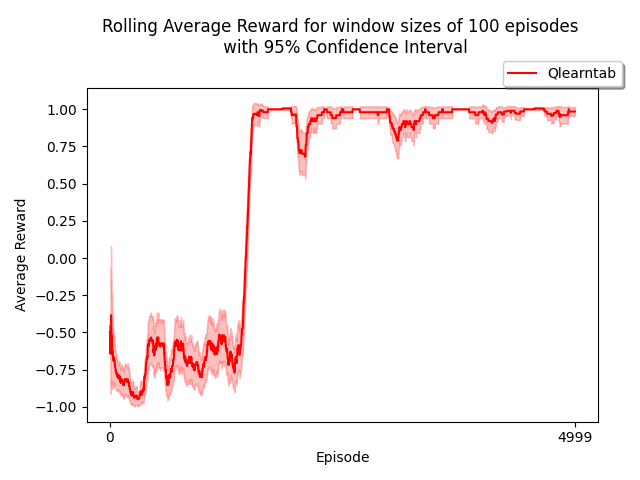 Rolling Average Reward for window sizes of 100 episodes
with 95% Confidence Interval
Qlearntab
1.00
0.75
0.50
0.25
0.00
−0.25
−0.50
−0.75
−1.00
Average Reward
0
4999
Episode